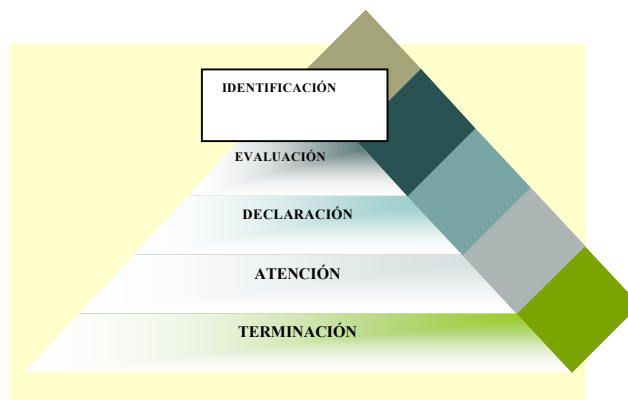 IDENTIFICACIÓN
EVALUACIÓN
DECLARACIÓN
ATENCIÓN
TERMINACIÓN